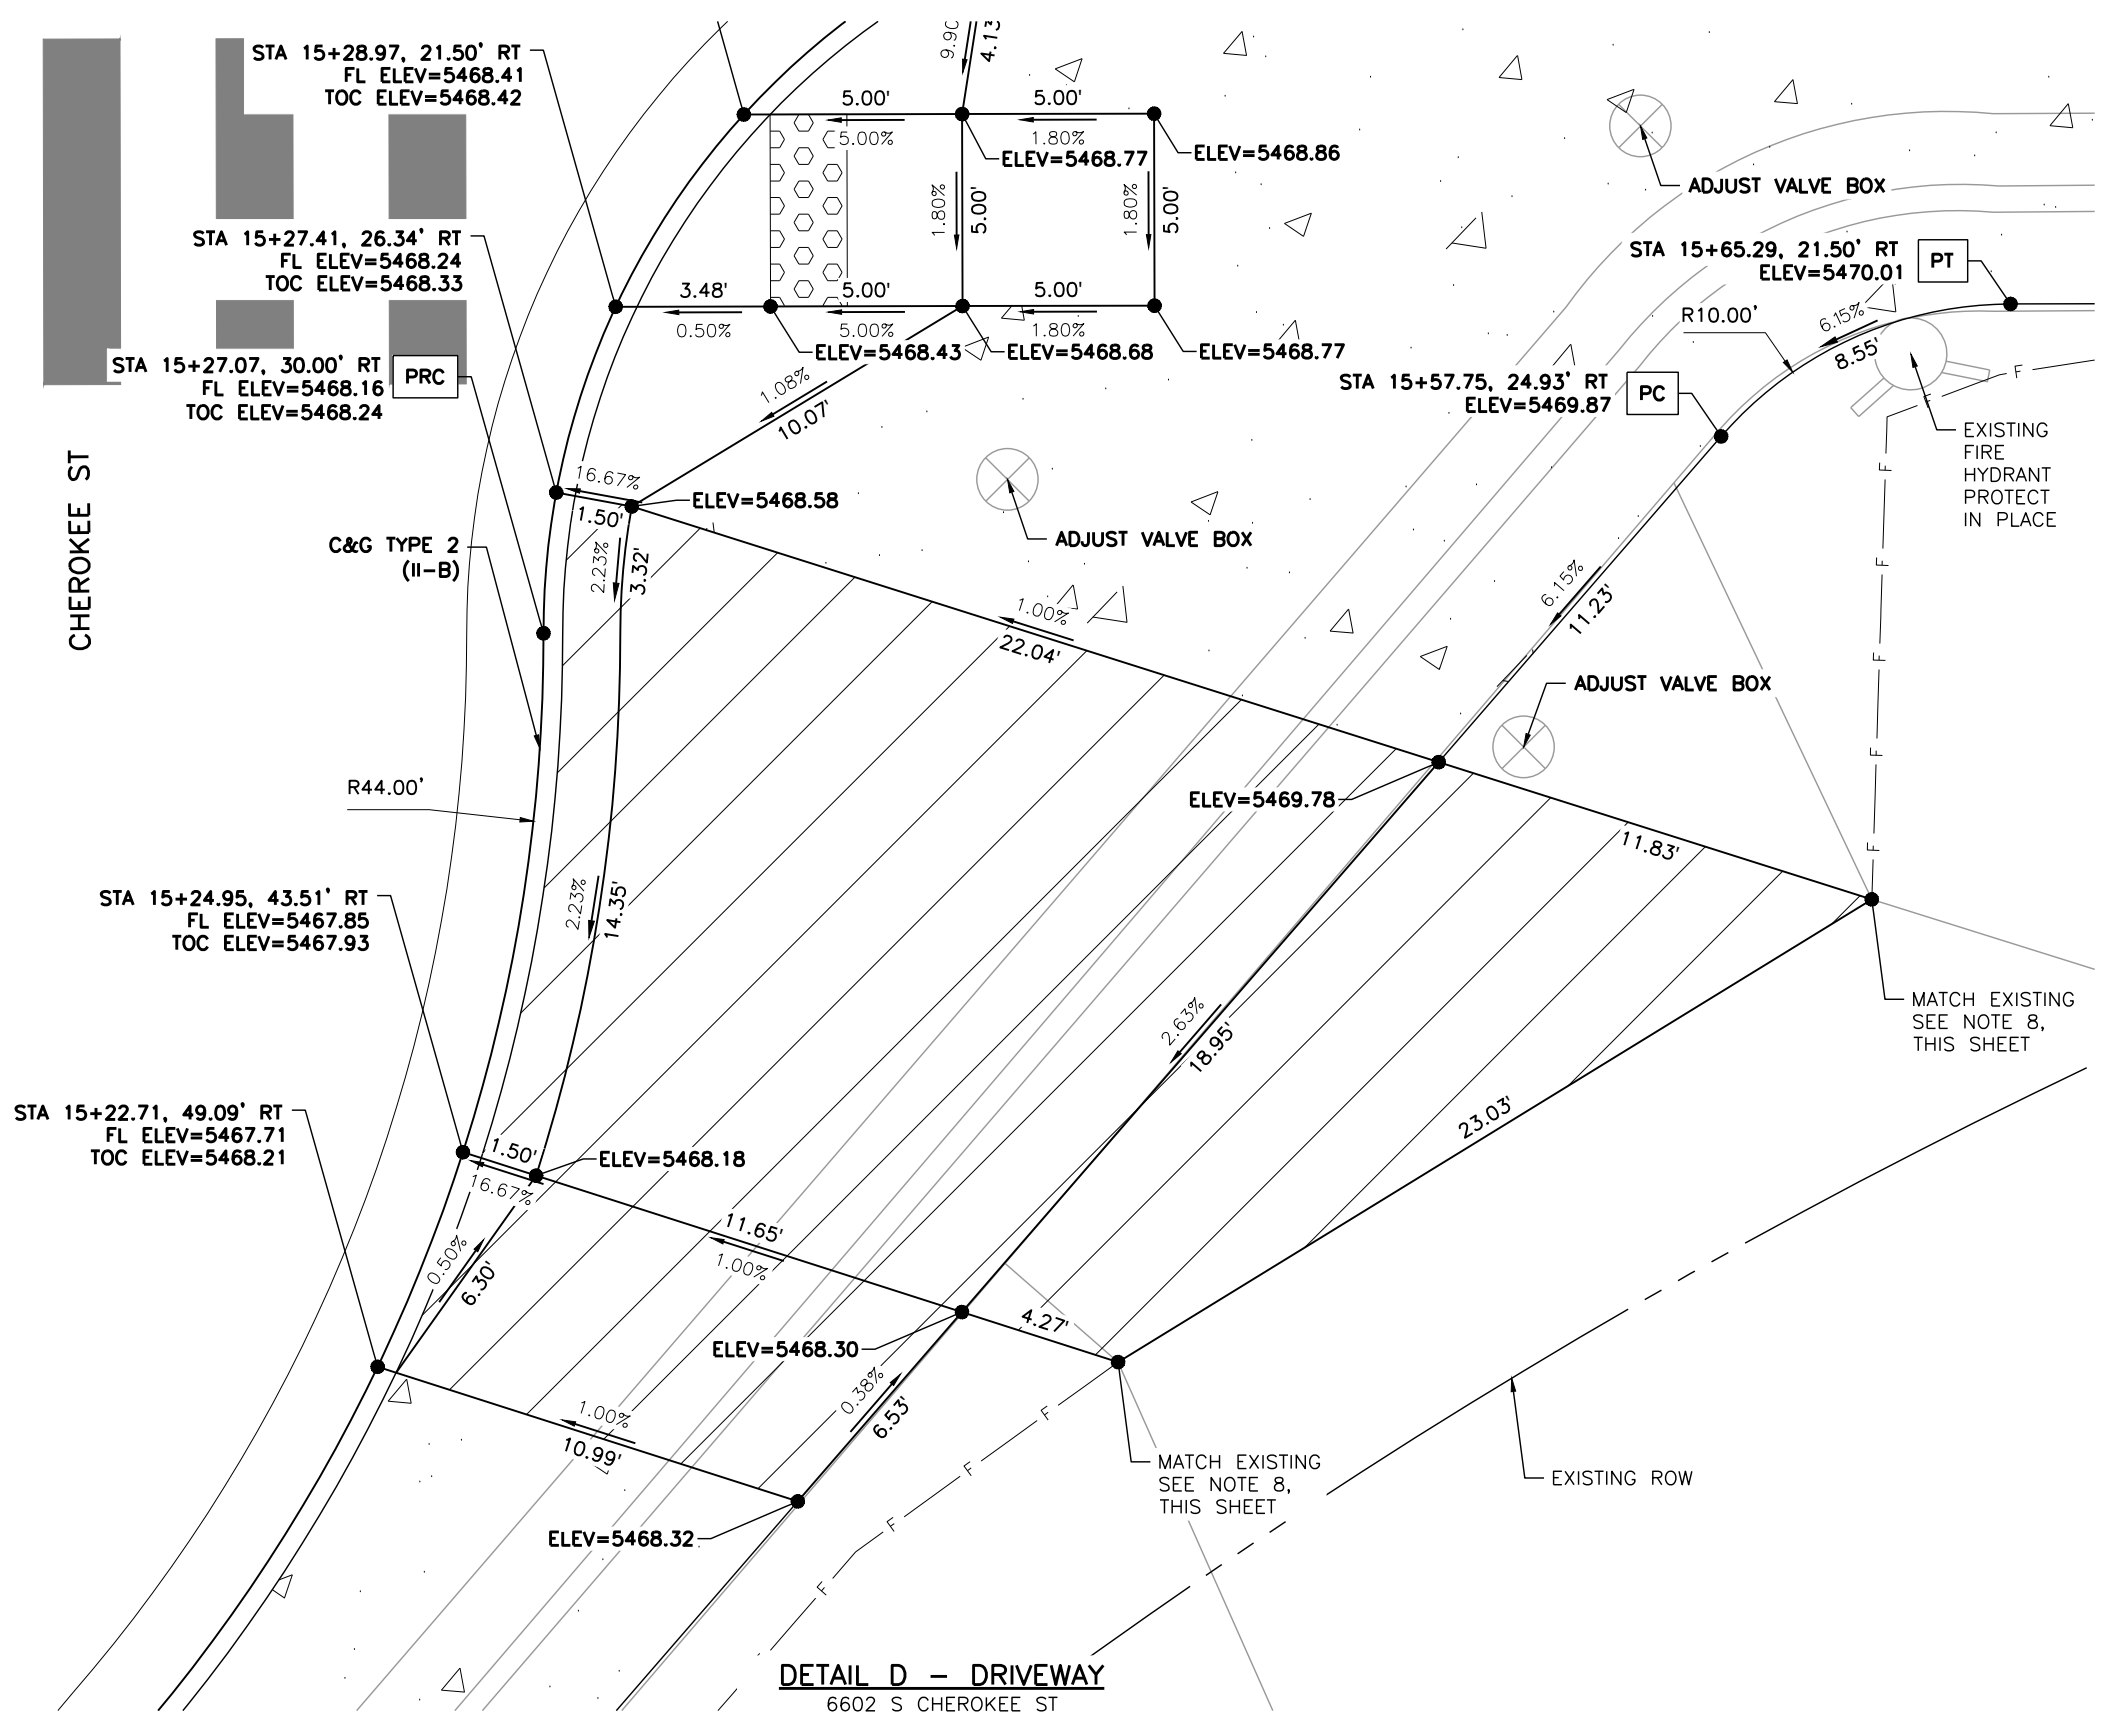 STA 15+28.97, 21.50' RT
FL ELEV=5468.41
TOC ELEV=5468.42
4.13'
5.00'
5.00'
5.00%
1.80%
ELEV=5468.77
ELEV=5468.86
1.80%
5.00'
1.80%
5.00'
ADJUST VALVE BOX
STA 15+27.41, 26.34' RT
FL ELEV=5468.24
TOC ELEV=5468.33
3.48'
5.00'
5.00'
0.50%
5.00%
1.80%
ELEV=5468.43
ELEV=5468.68
ELEV=5468.77
STA 15+65.29, 21.50' RT
ELEV=5470.01
PT
R10.00'
6.15%
8.55'
STA 15+27.07, 30.00' RT
FL ELEV=5468.16
TOC ELEV=5468.24
PRC
1.08%
10.07'
STA 15+57.75, 24.93' RT
ELEV=5469.87
PC
F
F
EXISTING
FIRE
HYDRANT
PROTECT
IN PLACE
CHEROKEE ST
16.67%
1.50'
ELEV=5468.58
C&G TYPE 2
(II-B)
2.23%
3.32'
ADJUST VALVE BOX
1.00%
22.04'
6.15%
11.23'
F
F
F
F
F
ADJUST VALVE BOX
R44.00'
ELEV=5469.78
11.83'
STA 15+24.95, 43.51' RT
FL ELEV=5467.85
TOC ELEV=5467.93
2.23%
14.35'
2.63%
18.95'
MATCH EXISTING
SEE NOTE 8,
THIS SHEET
STA 15+22.71, 49.09' RT
FL ELEV=5467.71
TOC ELEV=5468.21
1.50'
16.67%
ELEV=5468.18
23.03'
0.50%
6.30'
11.65'
1.00%
4.27'
ELEV=5468.30
0.38%
6.53'
1.00%
10.99'
F
F
F
F
MATCH EXISTING
SEE NOTE 8,
THIS SHEET
EXISTING ROW
ELEV=5468.32
DETAIL D - DRIVEWAY
6602 S CHEROKEE ST